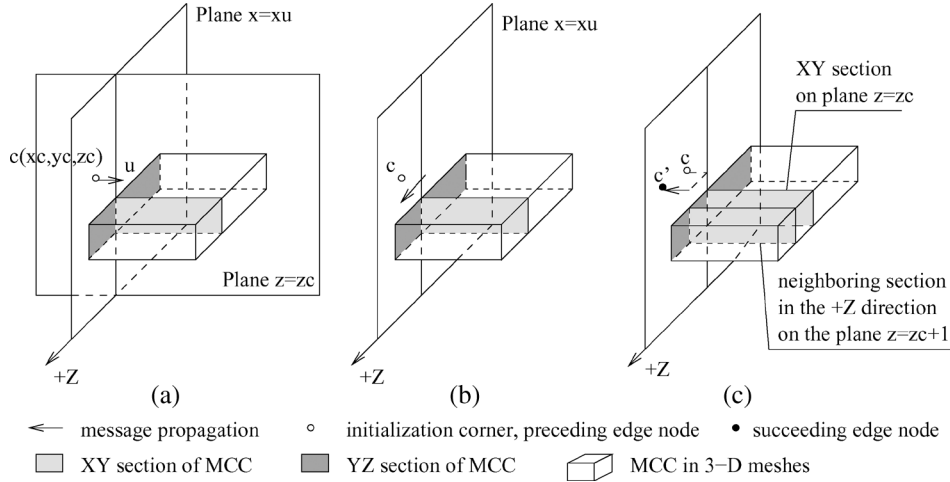 Plane x=xu
c(xc,yc,zc)
u
Plane z=zc
+Z
(a)
Plane x=xu
c
+Z
(b)
XY section
on plane z=zc
c
c'
neighboring section
in the +Z direction
on the plane z=zc+1
+Z
(c)
message propagation
initialization corner, preceding edge node
succeeding edge node
XY section of MCC
YZ section of MCC
MCC in 3-D meshes